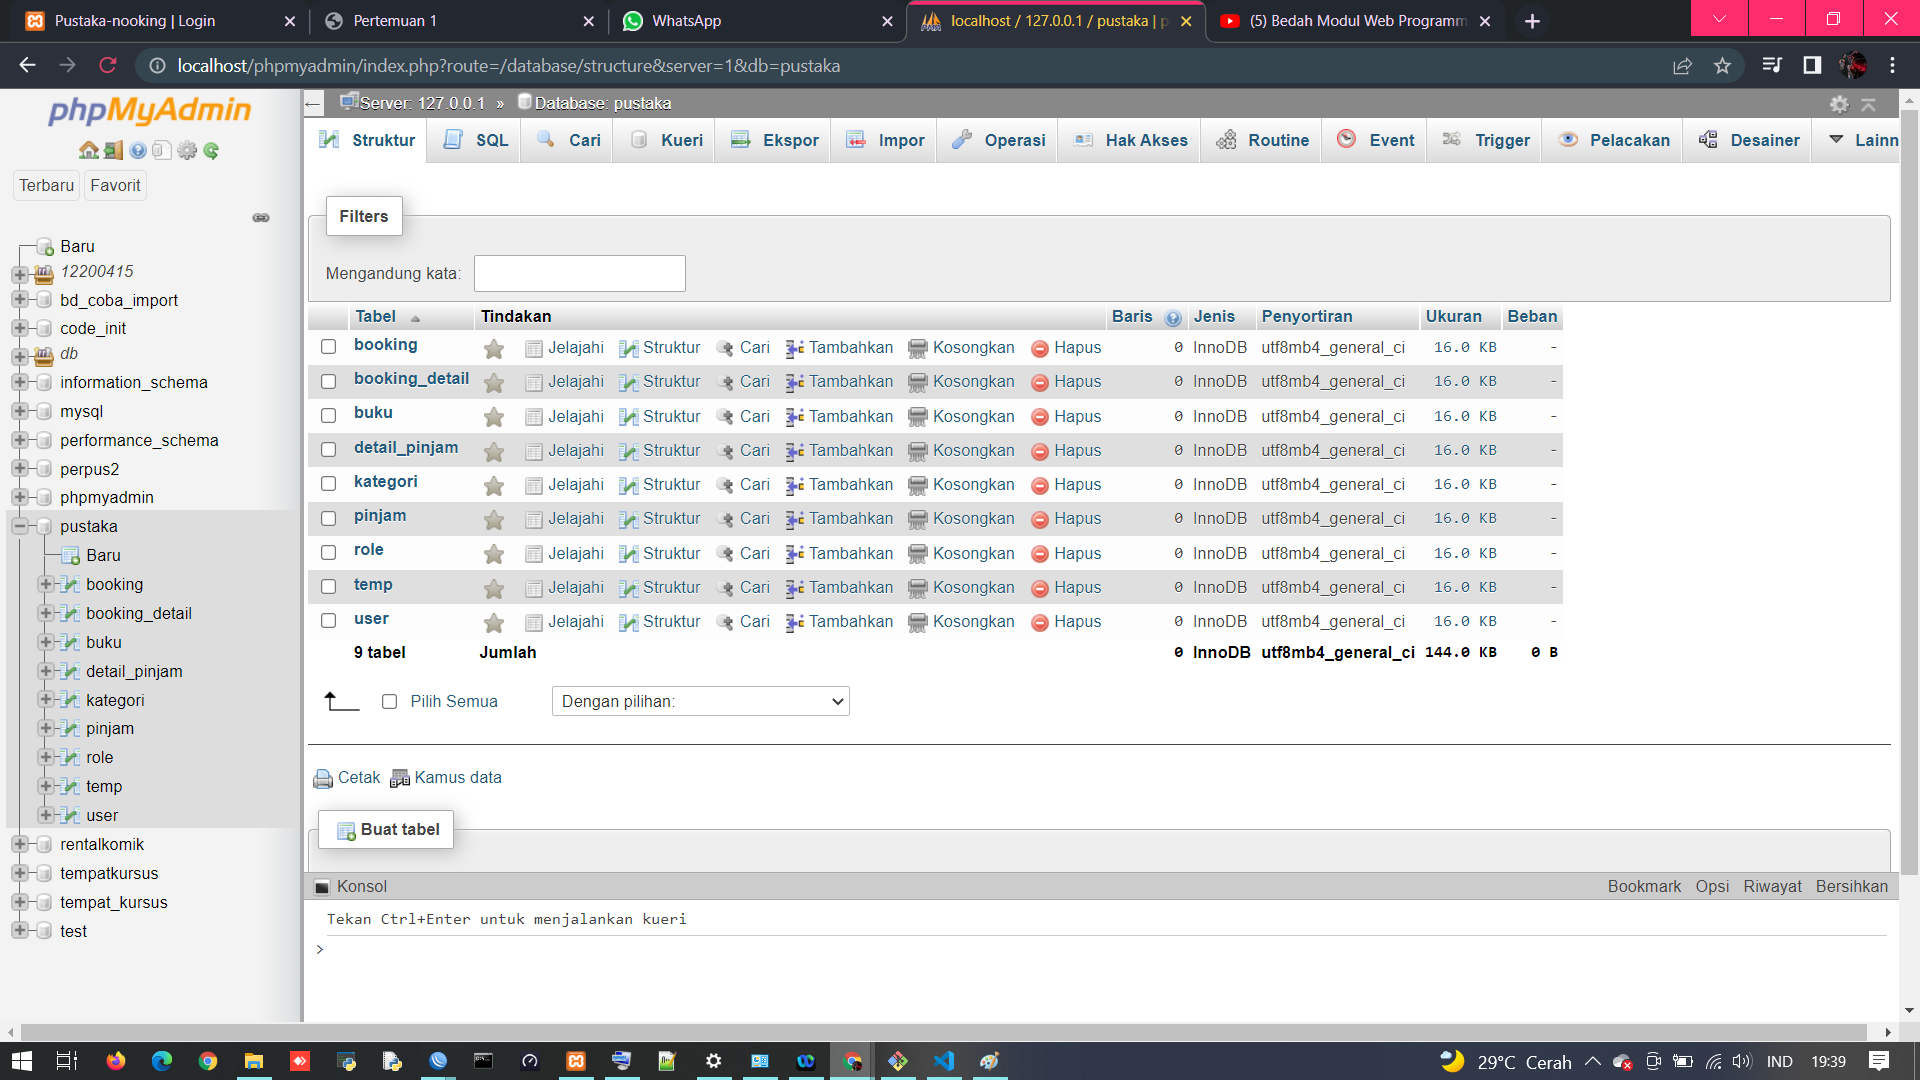 Pustaka-nooking | Login
Pertemuan 1
WhatsApp
localhost / 127.0.0.1 / pustaka | p
(5) Bedah Modul Web Programm
localhost/phpmyadmin/index.php?route=/database/structure&server=1&db=pustaka
phpMyAdmin
Terbaru
Favorit
Baru
12200415
bd_coba_import
code_init
db
information_schema
mysql
performance_schema
perpus2
phpmyadmin
pustaka
Baru
booking
booking_detail
buku
detail_pinjam
kategori
pinjam
role
temp
user
rentalkomik
tempatkursus
tempat_kursus
test
Server: 127.0.0.1 » Database: pustaka
Struktur SQL Cari Kueri Ekspor Impor Operasi Hak Akses Routine Event Trigger Pelacakan Desainer Lainn
Filters
Mengandung kata:
Tabel Tindakan Baris Jenis Penyortiran Ukuran Beban
booking Jelajahi Struktur Cari Tambahkan Kosongkan Hapus 0 InnoDB utf8mb4_general_ci 16.0 KB -
booking_detail Jelajahi Struktur Cari Tambahkan Kosongkan Hapus 0 InnoDB utf8mb4_general_ci 16.0 KB -
buku Jelajahi Struktur Cari Tambahkan Kosongkan Hapus 0 InnoDB utf8mb4_general_ci 16.0 KB -
detail_pinjam Jelajahi Struktur Cari Tambahkan Kosongkan Hapus 0 InnoDB utf8mb4_general_ci 16.0 KB -
kategori Jelajahi Struktur Cari Tambahkan Kosongkan Hapus 0 InnoDB utf8mb4_general_ci 16.0 KB -
pinjam Jelajahi Struktur Cari Tambahkan Kosongkan Hapus 0 InnoDB utf8mb4_general_ci 16.0 KB -
role Jelajahi Struktur Cari Tambahkan Kosongkan Hapus 0 InnoDB utf8mb4_general_ci 16.0 KB -
temp Jelajahi Struktur Cari Tambahkan Kosongkan Hapus 0 InnoDB utf8mb4_general_ci 16.0 KB -
user Jelajahi Struktur Cari Tambahkan Kosongkan Hapus 0 InnoDB utf8mb4_general_ci 16.0 KB -
9 tabel Jumlah 0 InnoDB utf8mb4_general_ci 144.0 KB 0 B
Pilih Semua
Dengan pilihan:
Cetak Kamus data
Buat tabel
Konsol Bookmark Opsi Riwayat Bersihkan
Tekan Ctrl+Enter untuk menjalankan kueri
>
29°C Cerah IND 19:39